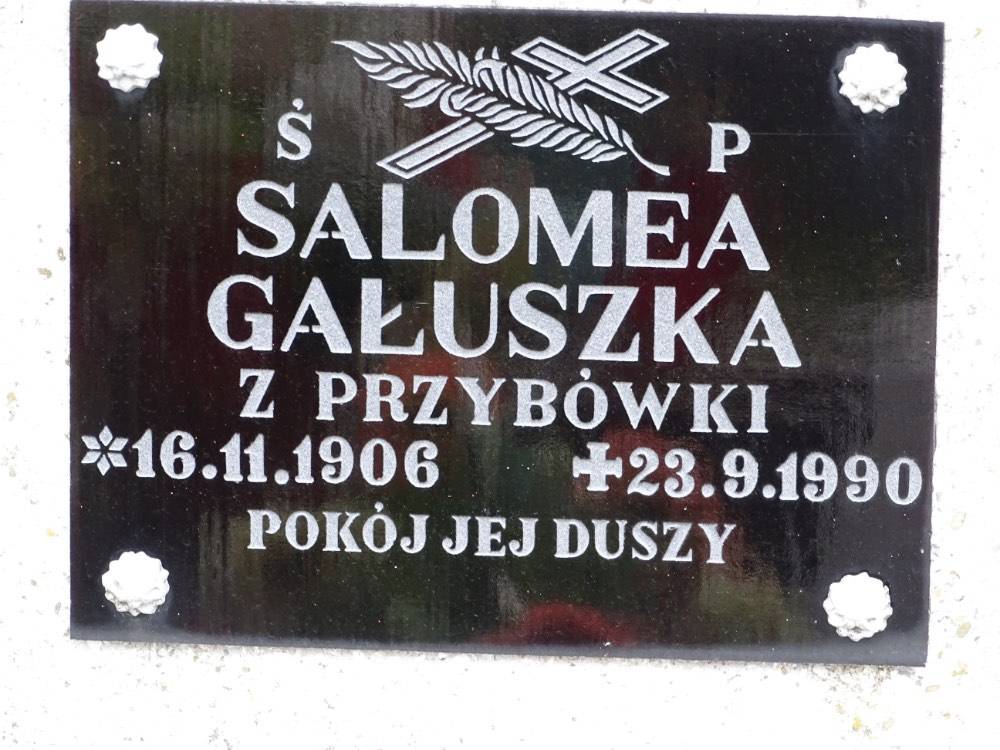 Ś P
SALOMEA
GAŁUSZKA
Z PRZYBÓWKI
*16.11.1906 ✝23.9.1990
POKÓJ JEJ DUSZY